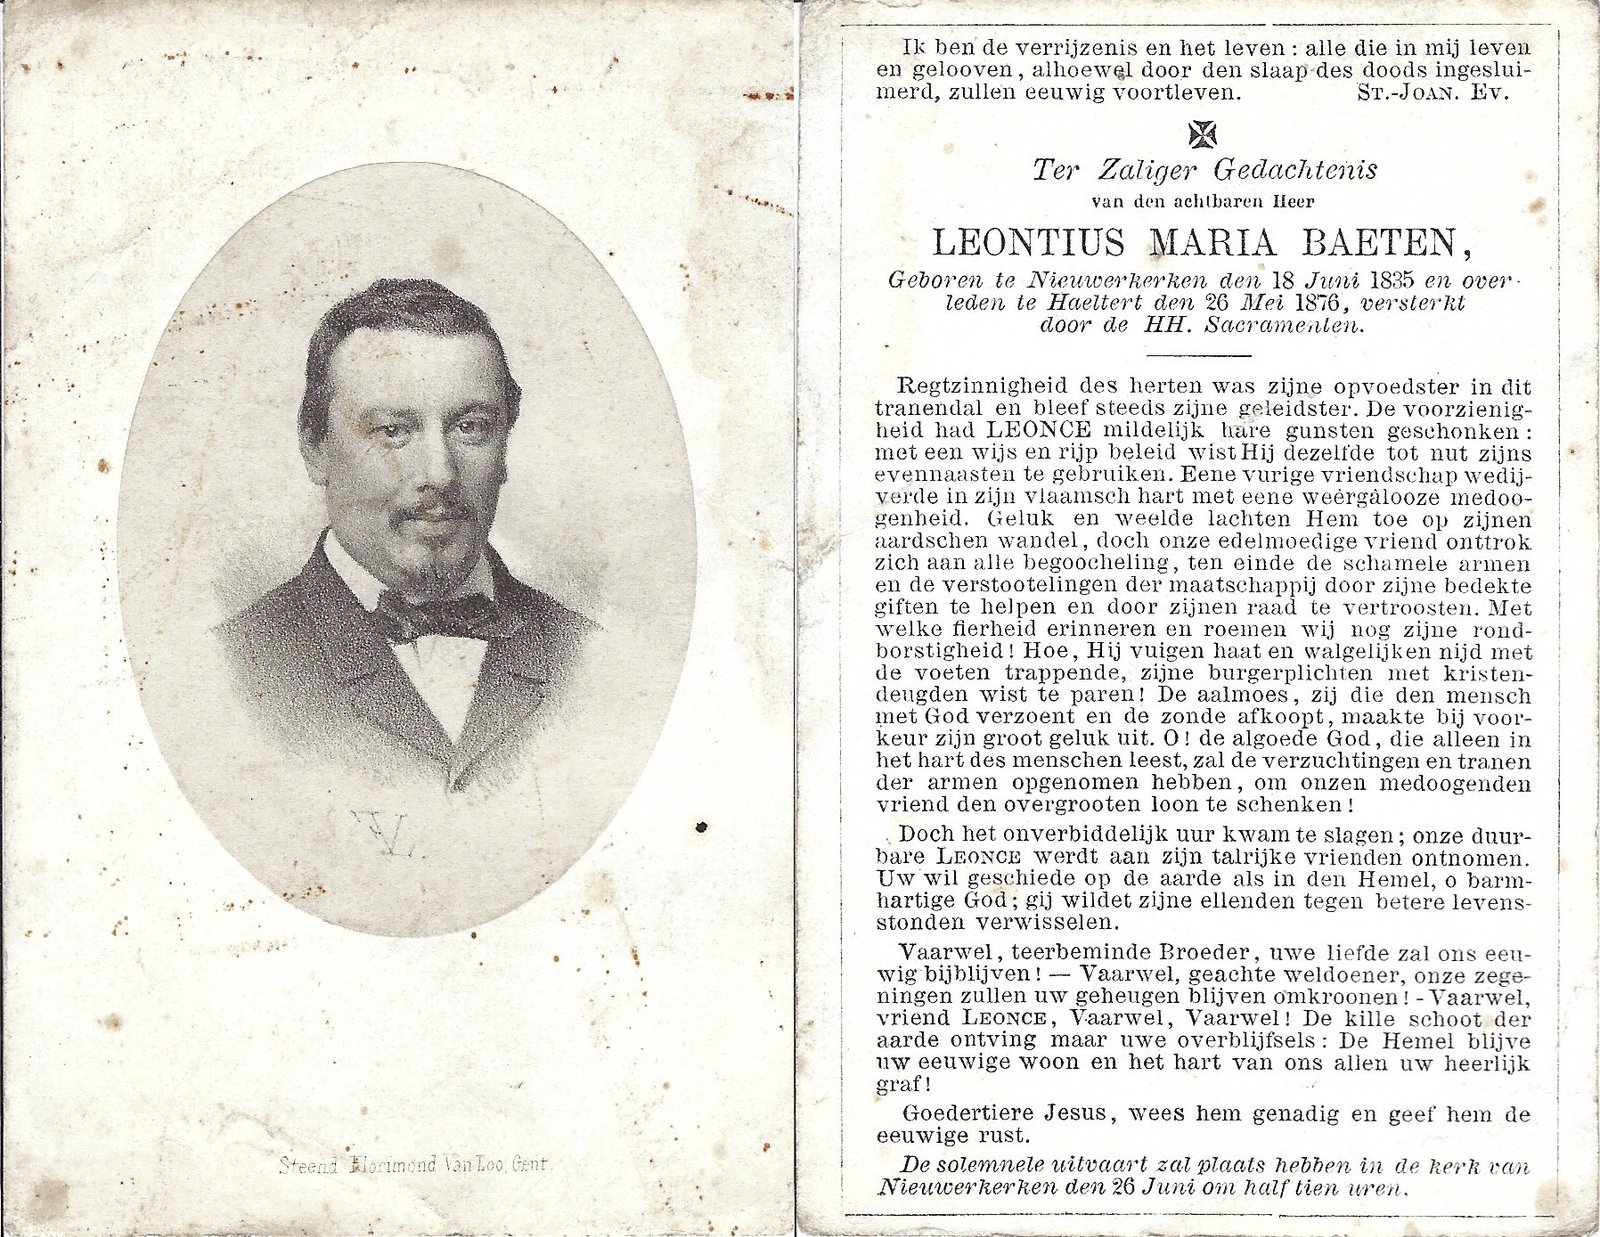 FVL.
Steend. Florimond Van Loo, Gent.
Ik ben de verrijzenis en het leven : alle die in mij leven
en gelooven, alhoewel door den slaap des doods ingeslui-
merd, zullen eeuwig voortleven. ST.-JOAN. EV.
Ter Zaliger Gedachtenis
van den achtbaren Heer
LEONTIUS MARIA BAETEN,
Geboren te Nieuwerkerken den 18 Juni 1835 en over-
leden te Haeltert den 26 Mei 1876, versterkt
door de HH. Sacramenten.
Regtzinnigheid des herten was zijne opvoedster in dit
tranendal en bleef steeds zijne geleidster. De voorzienig-
heid had LEONCE mildelijk hare gunsten geschonken :
met een wijs en rijp beleid wist Hij dezelfde tot nut zijns
evennaasten te gebruiken. Eene vurige vriendschap wedij-
verde in zijn vlaamsch hart met eene weêrgâlooze medoo-
genheid. Geluk en weelde lachten Hem toe op zijnen
aardschen wandel, doch onze edelmoedige vriend onttrok
zich aan alle begoocheling, ten einde de schamele armen
en de verstootelingen der maatschappij door zijne bedekte
giften te helpen en door zijnen raad te vertroosten. Met
welke fierheid erinneren en roemen wij nog zijne rond-
borstigheid! Hoe, Hij vuigen haat en walgelijken nijd met
de voeten trappende, zijne burgerplichten met kristen-
deugden wist te paren! De aalmoes, zij die den mensch
met God verzoent en de zonde afkoopt, maakte bij voor-
keur zijn groot geluk uit. O! de algoede God, die alleen in
het hart des menschen leest, zal de verzuchtingen en tranen
der armen opgenomen hebben, om onzen medoogenden
vriend den overgrooten loon te schenken!
Doch het onverbiddelijk uur kwam te slagen; onze duur-
bare LEONCE werdt aan zijn talrijke vrienden ontnomen.
Uw wil geschiede op de aarde als in den Hemel, o barm-
hartige God; gij wildet zijne ellenden tegen betere levens-
stonden verwisselen.
Vaarwel, teerbeminde Broeder, uwe liefde zal ons eeu-
wig bijblijven! — Vaarwel, geachte weldoener, onze zege-
ningen zullen uw geheugen blijven omkroonen! - Vaarwel,
vriend LEONCE, Vaarwel, Vaarwel! De kille schoot der
aarde ontving maar uwe overblijfsels : De Hemel blijve
uw eeuwige woon en het hart van ons allen uw heerlijk
graf!
Goedertiere Jesus, wees hem genadig en geef hem de
eeuwige rust.
De solemnele uitvaart zal plaats hebben in de kerk van
Nieuwerkerken den 26 Juni om half tien uren.